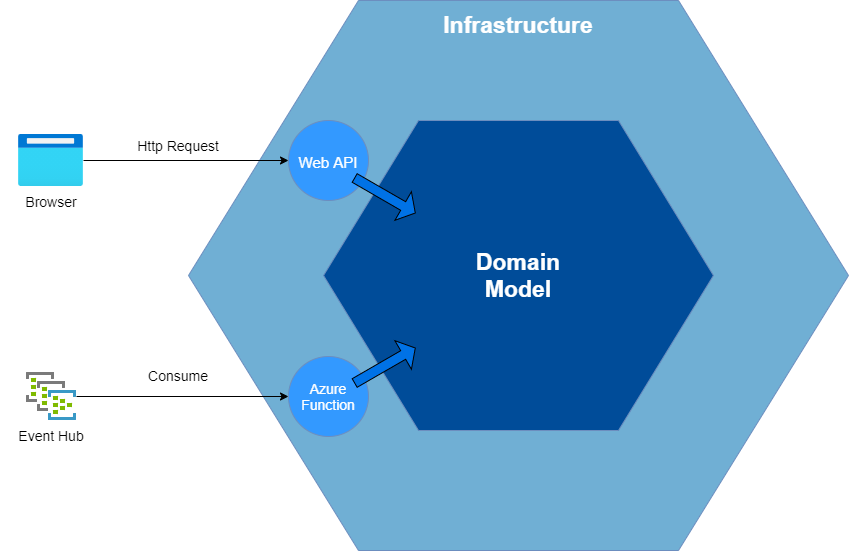 Infrastructure
Http Request
Web API
Browser
Domain
Model
Consume
Azure
Function
Event Hub